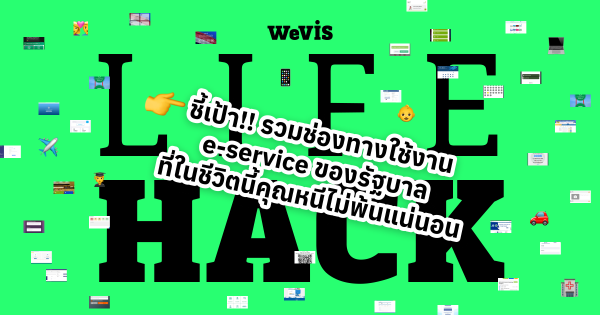 WeVIS
LIFE
👉 ชี้เป้า!! รวมช่องทางใช้งาน
e-service ของรัฐบาล
ที่ในชีวิตนี้คุณหนีไม่พ้นแน่นอน
HACK